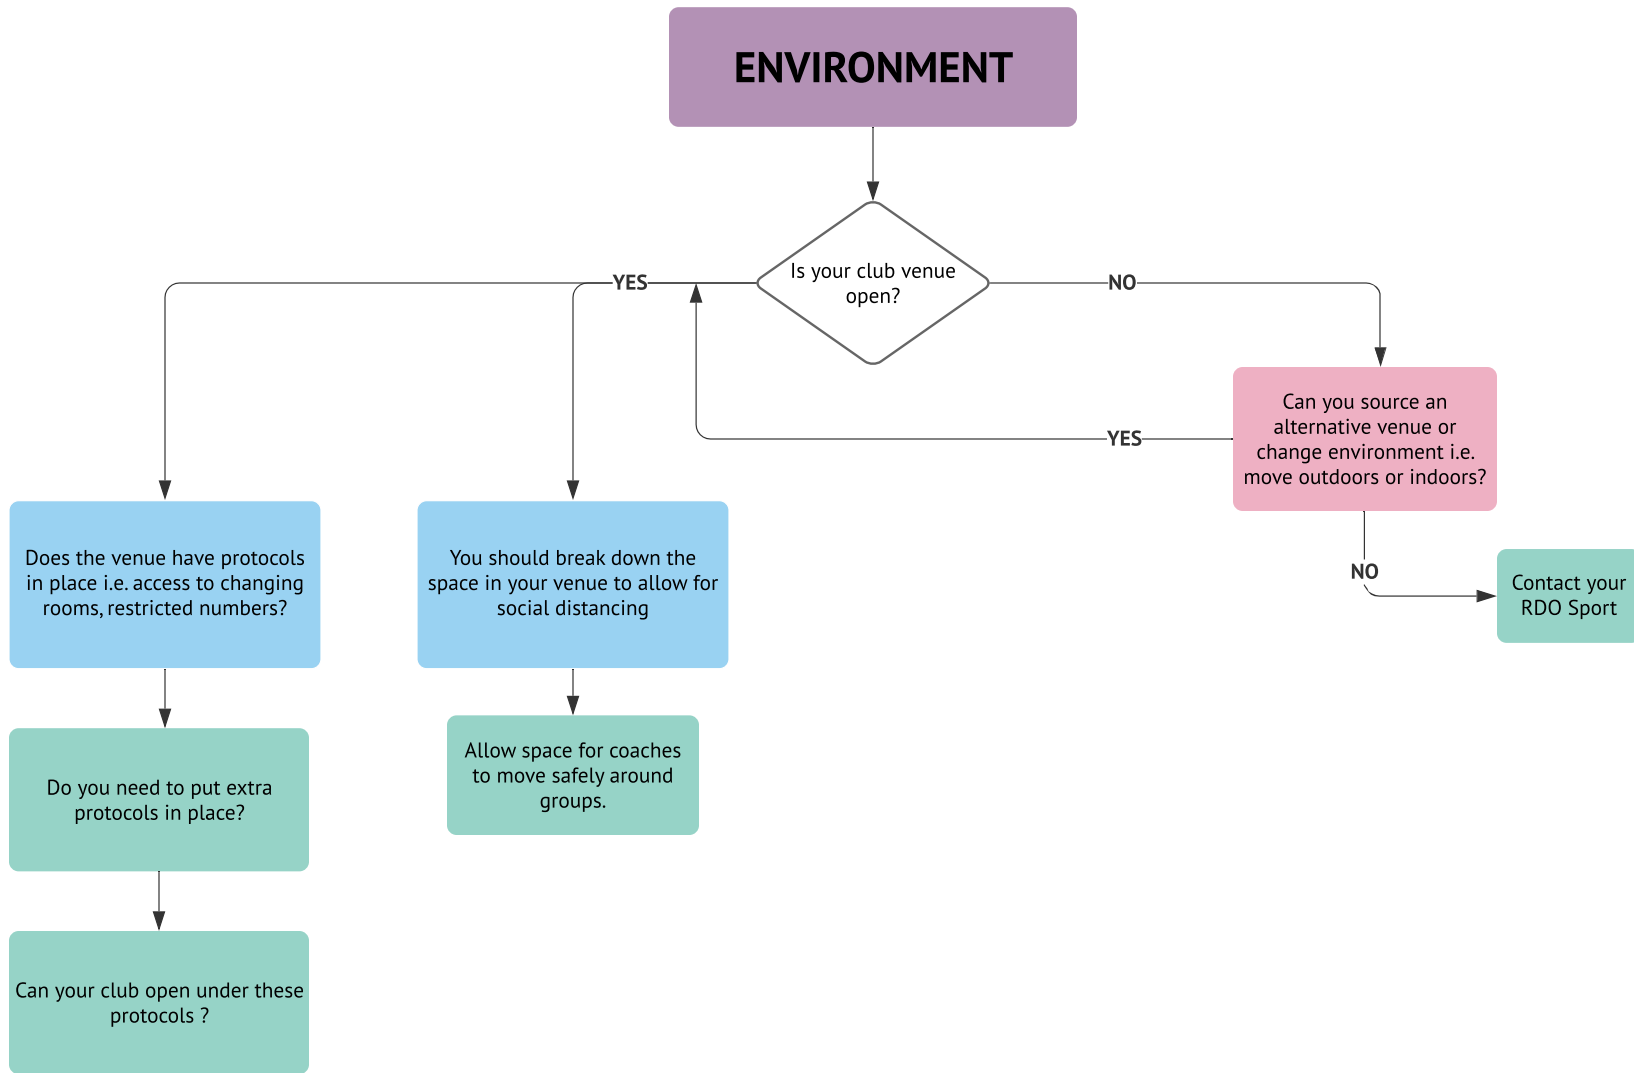 ENVIRONMENT
Is your club venue
open?
YES
NO
Can you source an
alternative venue or
change environment i.e.
move outdoors or indoors?
YES
Does the venue have protocols
in place i.e. access to changing
rooms, restricted numbers?
You should break down the
space in your venue to allow for
social distancing
NO
Contact your
RDO Sport
Do you need to put extra
protocols in place?
Allow space for coaches
to move safely around
groups.
Can your club open under these
protocols ?